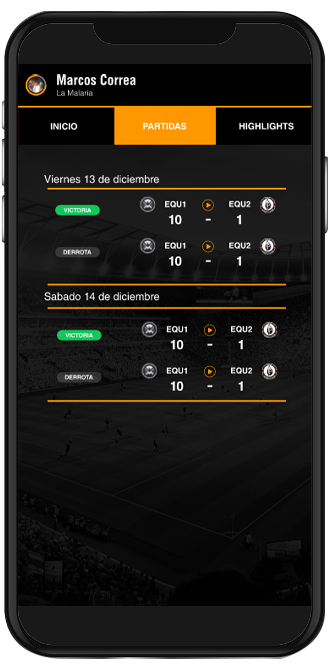 Marcos Correa
La Malaria
INICIO PARTIDAS HIGHLIGHTS
Viernes 13 de diciembre
VICTORIA EQU1 EQU2
10 - 1
DERROTA EQU1 EQU2
10 - 1
Sabado 14 de diciembre
VICTORIA EQU1 EQU2
10 - 1
DERROTA EQU1 EQU2
10 - 1